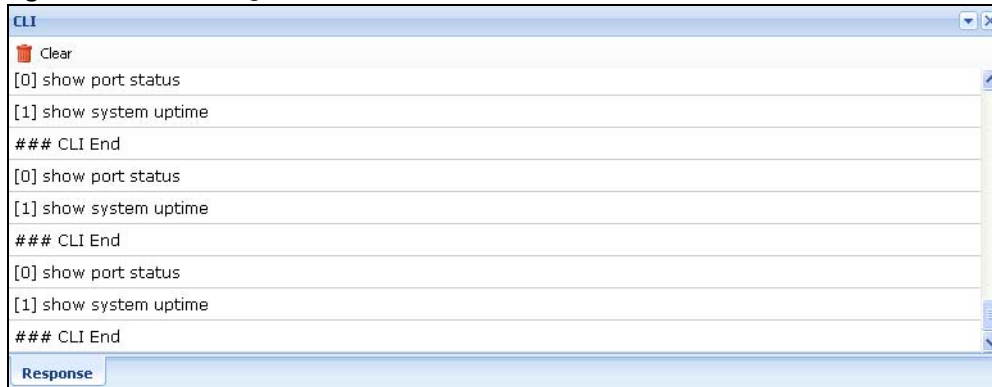 CLI
Clear
[0] show port status
[1] show system uptime
### CLI End
[0] show port status
[1] show system uptime
### CLI End
[0] show port status
[1] show system uptime
### CLI End
Response